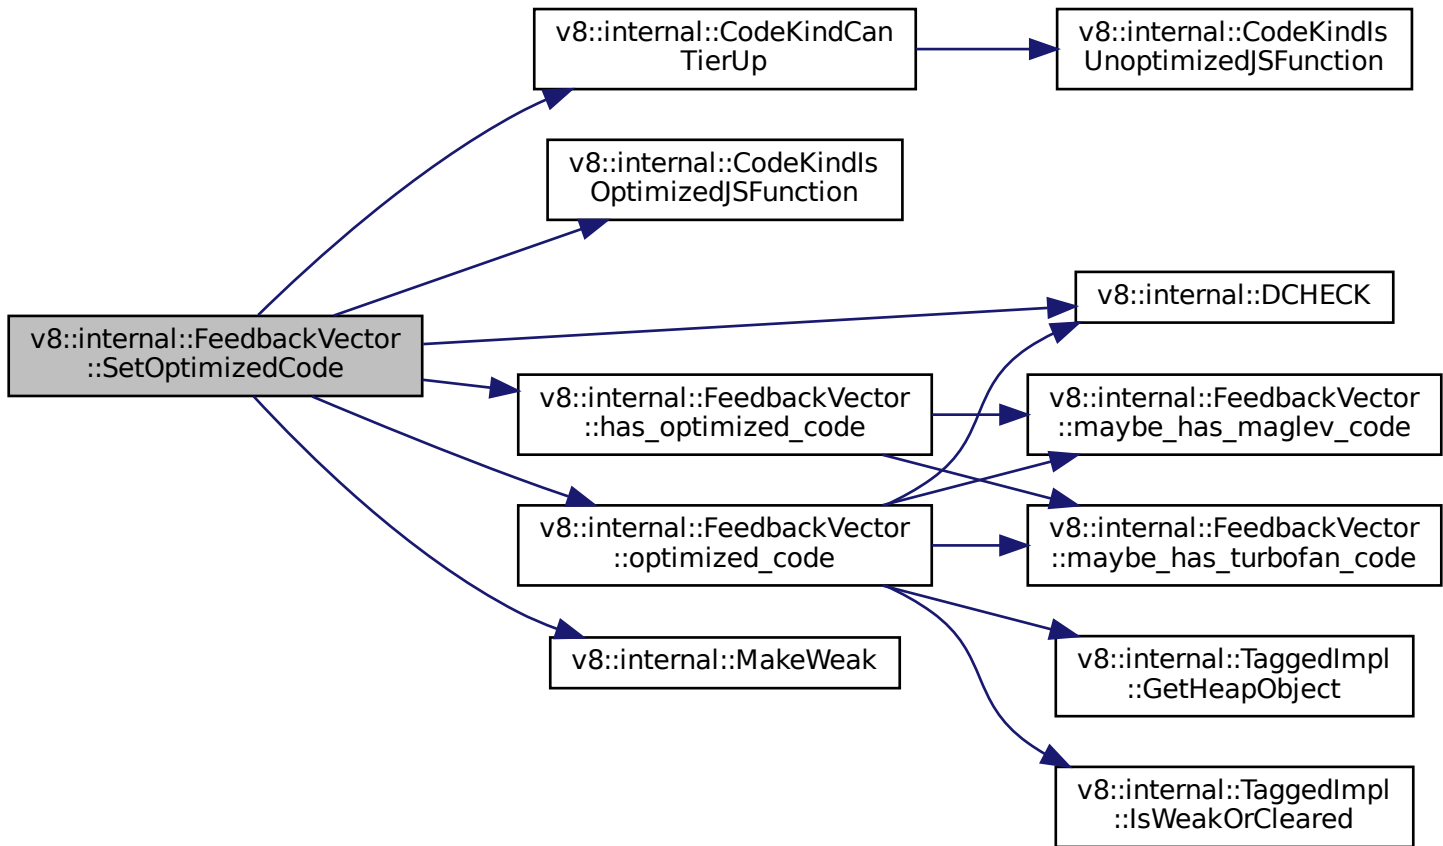 v8::internal::CodeKindCan
TierUp
v8::internal::CodeKindIs
UnoptimizedJSFunction
v8::internal::CodeKindIs
OptimizedJSFunction
v8::internal::DCHECK
v8::internal::FeedbackVector
::SetOptimizedCode
v8::internal::FeedbackVector
::has_optimized_code
v8::internal::FeedbackVector
::maybe_has_maglev_code
v8::internal::FeedbackVector
::optimized_code
v8::internal::FeedbackVector
::maybe_has_turbofan_code
v8::internal::MakeWeak
v8::internal::TaggedImpl
::GetHeapObject
v8::internal::TaggedImpl
::IsWeakOrCleared